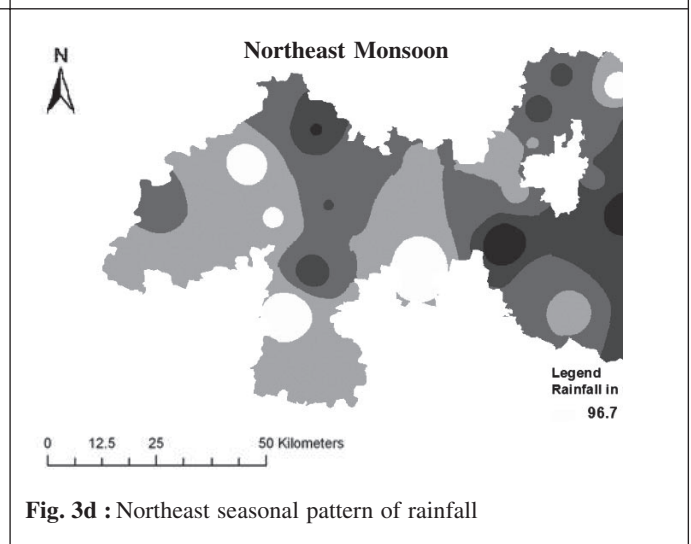 N
Northeast Monsoon
Legend
Rainfall in
96.7
0 12.5 25 50 Kilometers
Fig. 3d : Northeast seasonal pattern of rainfall